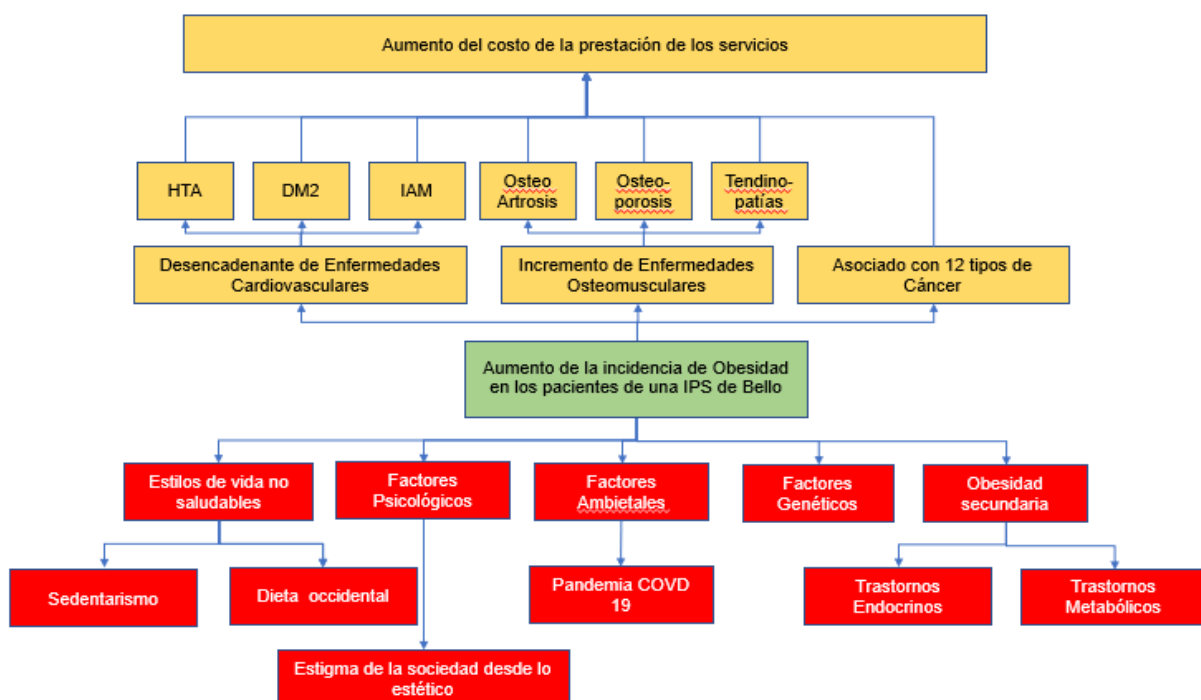 Aumento del costo de la prestación de los servicios
HTA
DM2
IAM
Osteo
Artrosis
Osteo-
porosis
Tendino-
patías
Desencadenante de Enfermedades
Cardiovasculares
Incremento de Enfermedades
Osteomusculares
Asociado con 12 tipos de
Cáncer
Aumento de la incidencia de Obesidad
en los pacientes de una IPS de Bello
Estilos de vida no
saludables
Factores
Psicológicos
Factores
Ambietales
Factores
Genéticos
Obesidad
secundaria
Sedentarismo
Dieta occidental
Pandemia COVD
19
Trastornos
Endocrinos
Trastornos
Metabólicos
Estigma de la sociedad desde lo
estético